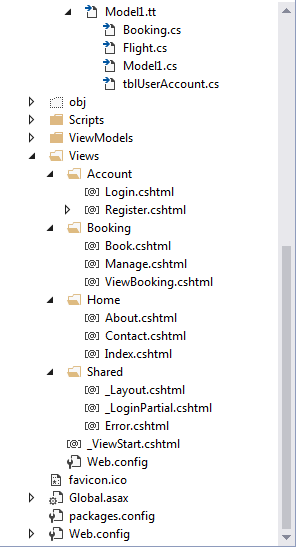 Model1.tt
Booking.cs
Flight.cs
Model1.cs
tblUserAccount.cs
obj
Scripts
ViewModels
Views
Account
[@] Login.cshtml
[@] Register.cshtml
Booking
[@] Book.cshtml
[@] Manage.cshtml
[@] ViewBooking.cshtml
Home
[@] About.cshtml
[@] Contact.cshtml
[@] Index.cshtml
Shared
[@] _Layout.cshtml
[@] _LoginPartial.cshtml
[@] Error.cshtml
[@] _ViewStart.cshtml
Web.config
favicon.ico
Global.asax
packages.config
Web.config